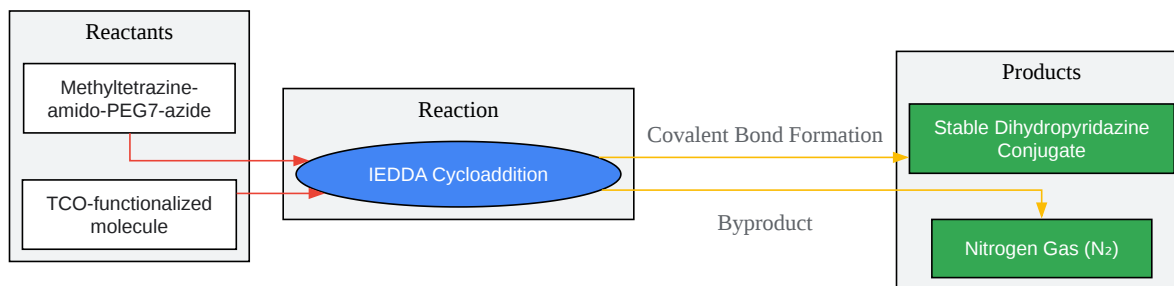 Reactants
Methyltetrazine-
amido-PEG7-azide
TCO-functionalized
molecule
Reaction
IEDDA Cycloaddition
Covalent Bond Formation
Byproduct
Products
Stable Dihydropyridazine
Conjugate
Nitrogen Gas (N₂)